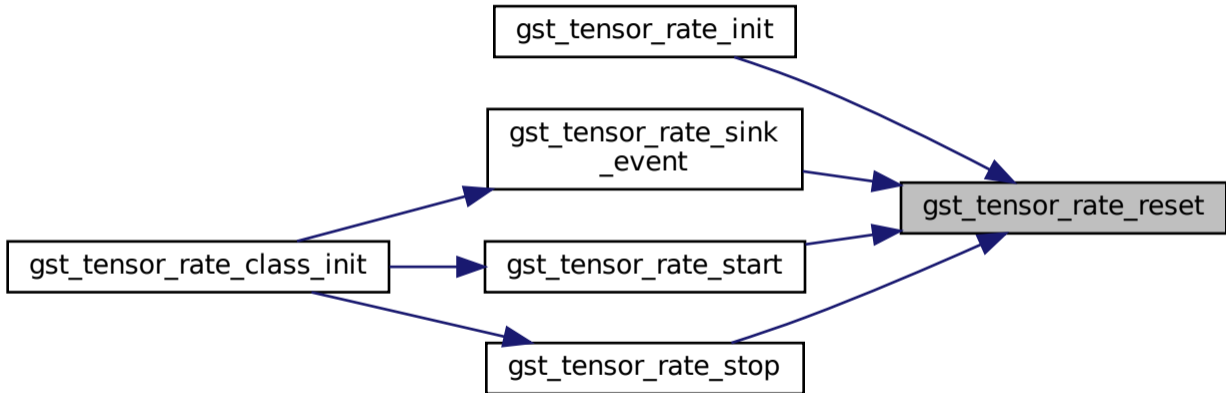 gst_tensor_rate_init
gst_tensor_rate_sink
_event
gst_tensor_rate_reset
gst_tensor_rate_class_init
gst_tensor_rate_start
gst_tensor_rate_stop